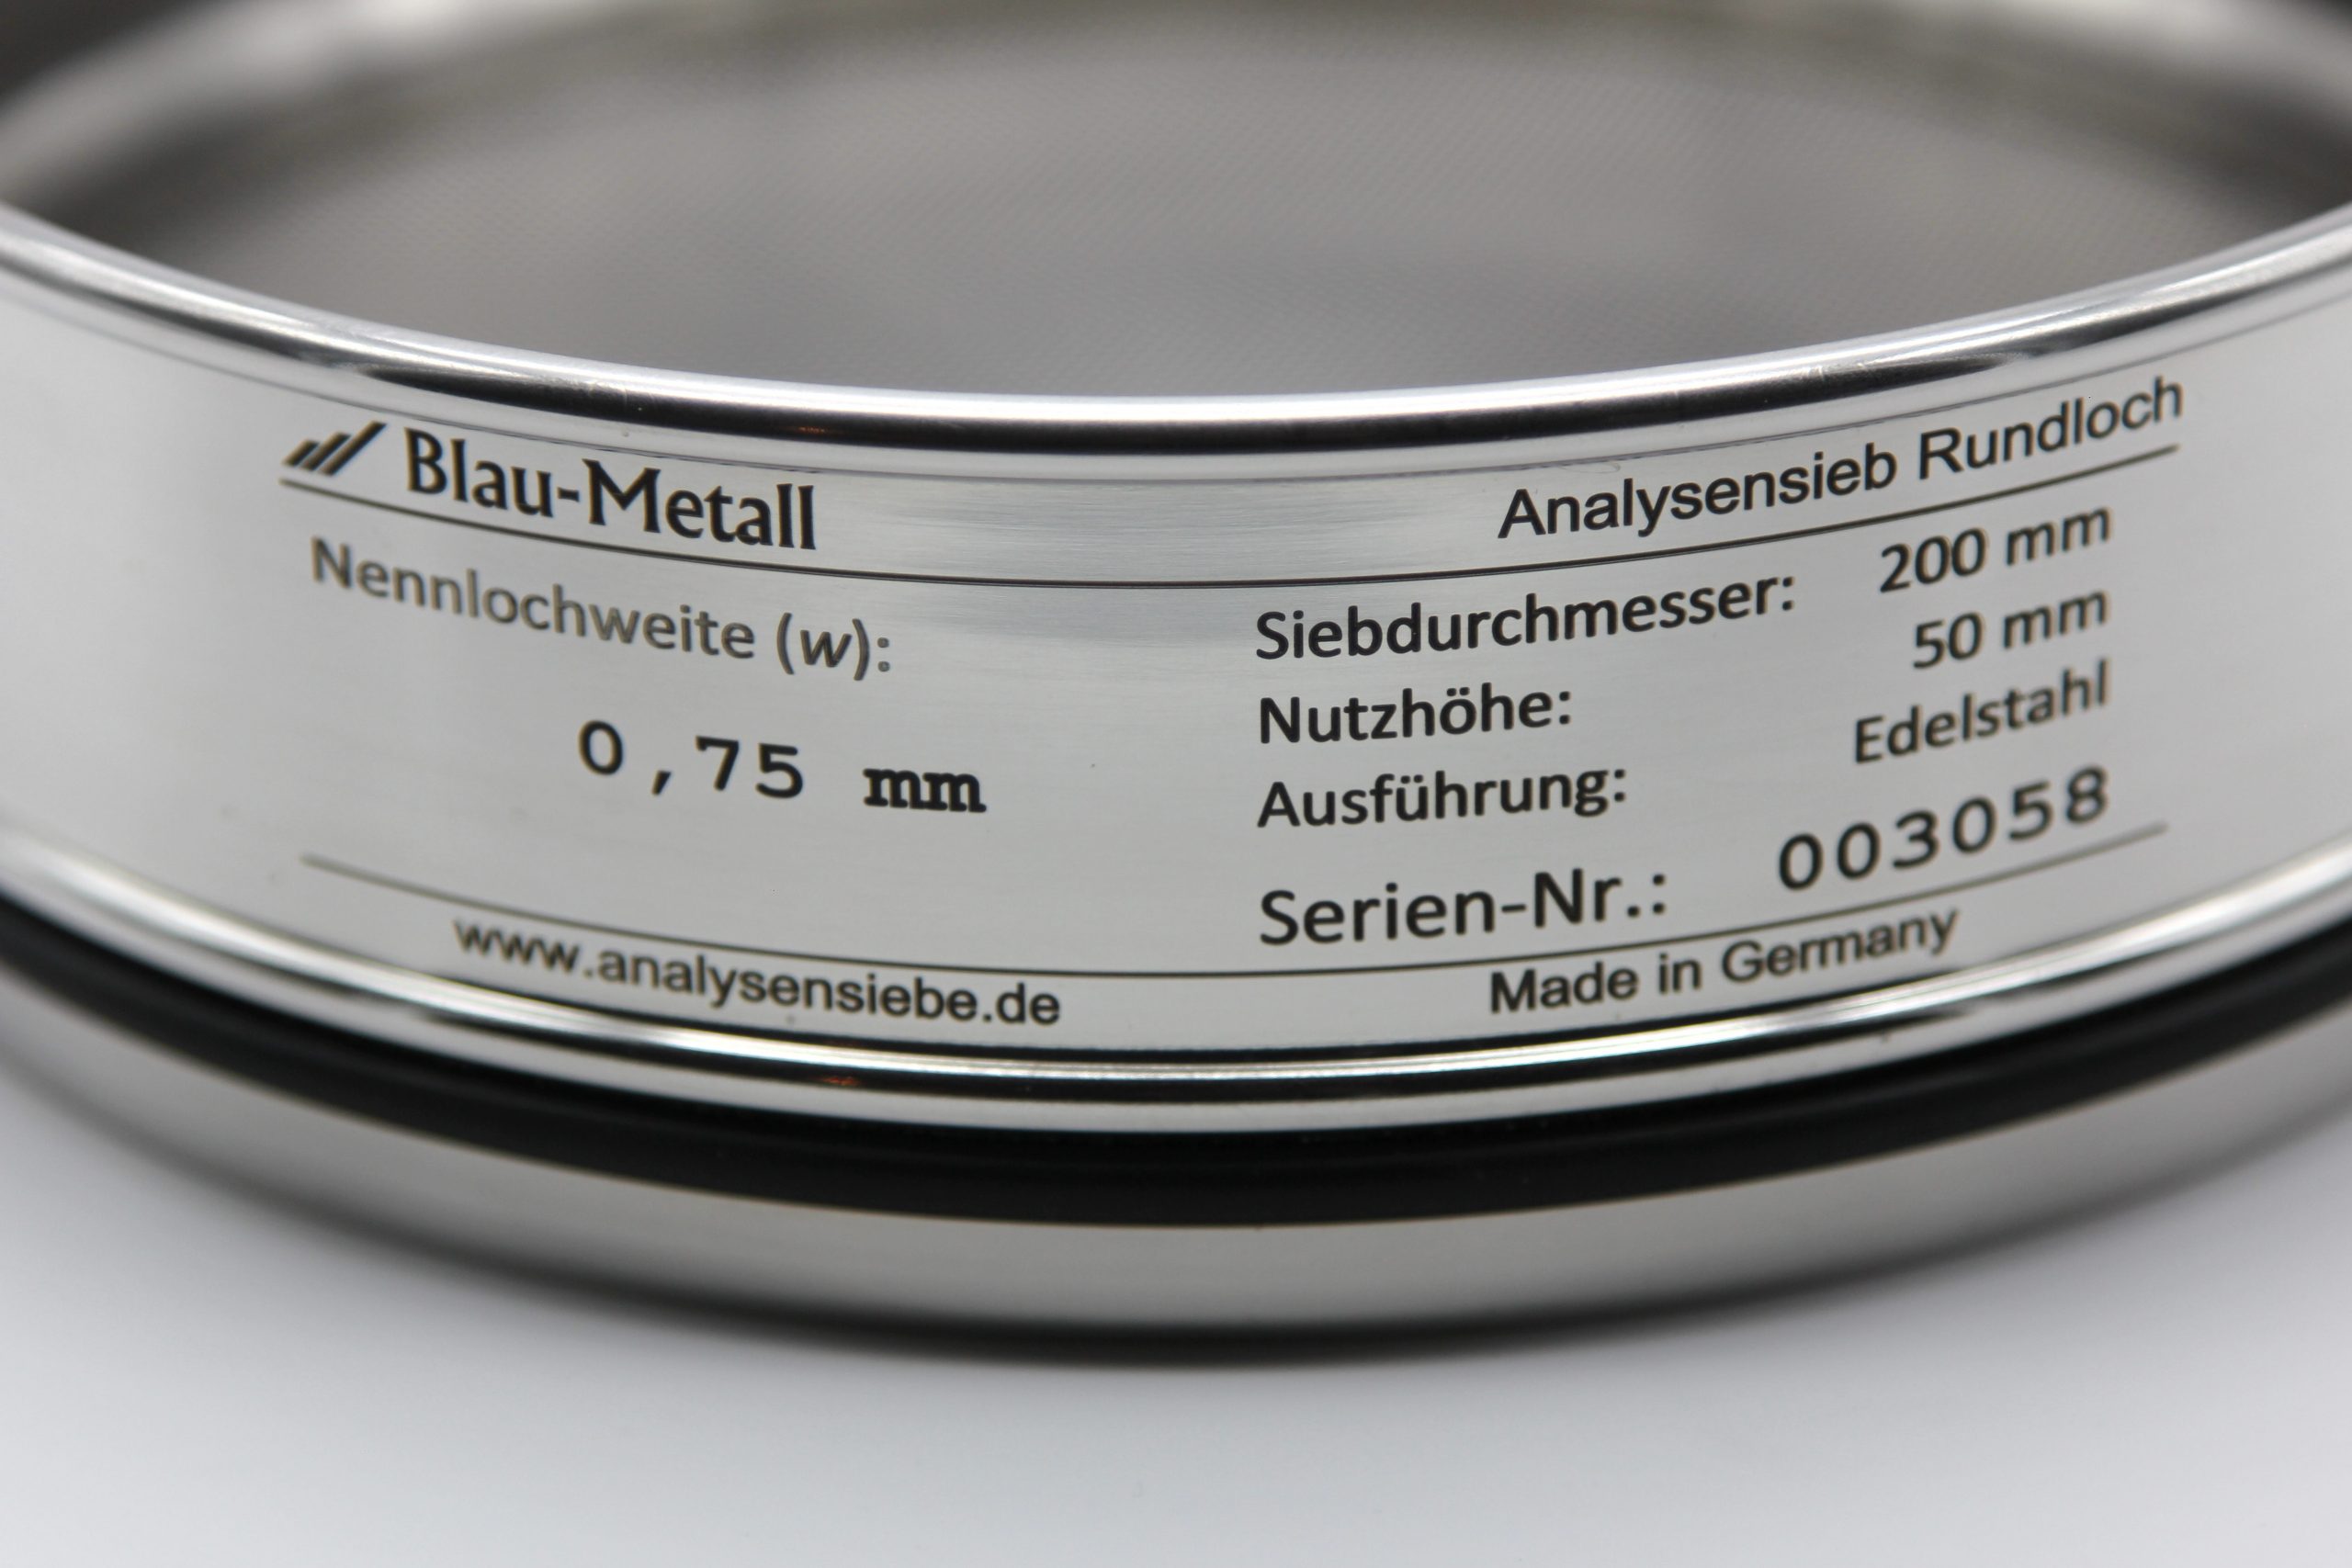 Blau-Metall
Analysensieb Rundloch
Nennlochweite (w):
0,75 mm
Siebdurchmesser: 200 mm
Nutzhöhe: 50 mm
Ausführung: Edelstahl
Serien-Nr.: 003058
www.analysensiebe.de
Made in Germany